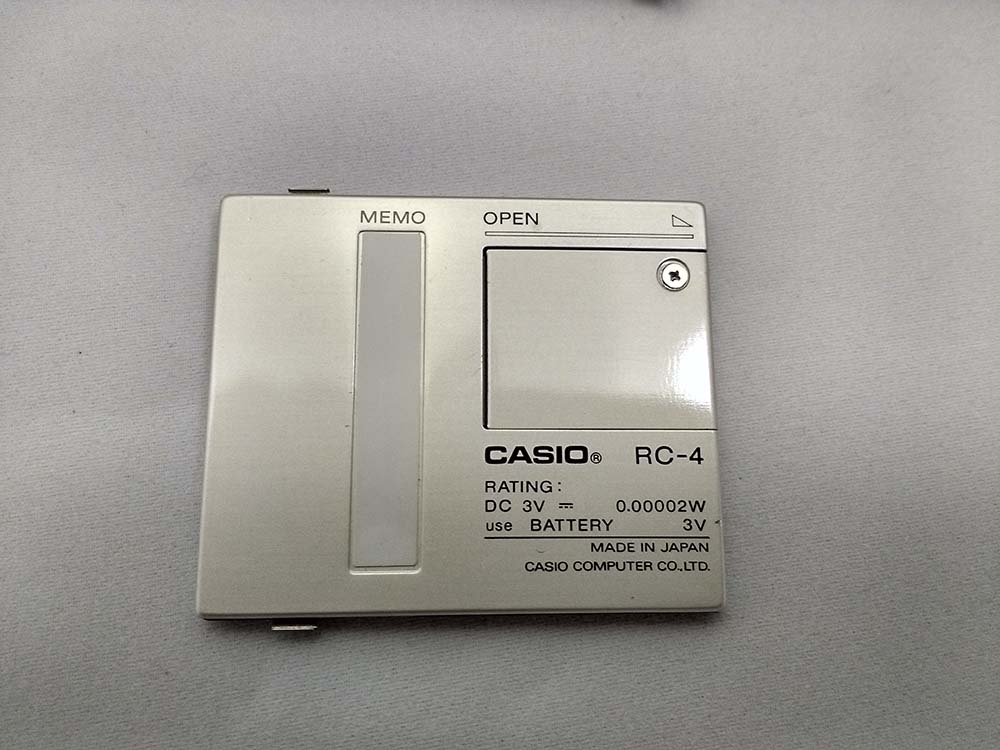 MEMO
OPEN
CASIO® RC-4
RATING:
DC 3V ⎓ 0.00002W
use BATTERY 3V
MADE IN JAPAN
CASIO COMPUTER CO.,LTD.